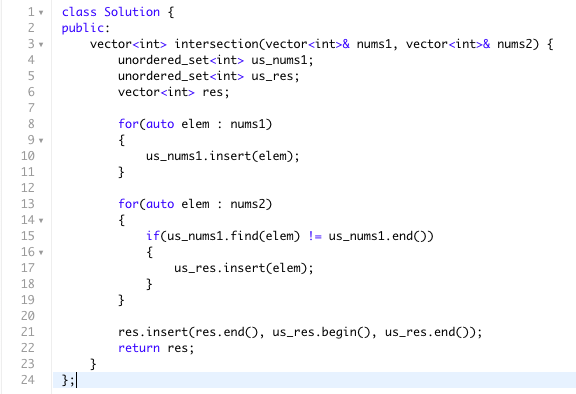 1 class Solution {
2 public:
3     vector<int> intersection(vector<int>& nums1, vector<int>& nums2) {
4         unordered_set<int> us_nums1;
5         unordered_set<int> us_res;
6         vector<int> res;
7
8         for(auto elem : nums1)
9         {
10             us_nums1.insert(elem);
11         }
12
13         for(auto elem : nums2)
14         {
15             if(us_nums1.find(elem) != us_nums1.end())
16             {
17                 us_res.insert(elem);
18             }
19         }
20
21         res.insert(res.end(), us_res.begin(), us_res.end());
22         return res;
23     }
24 };